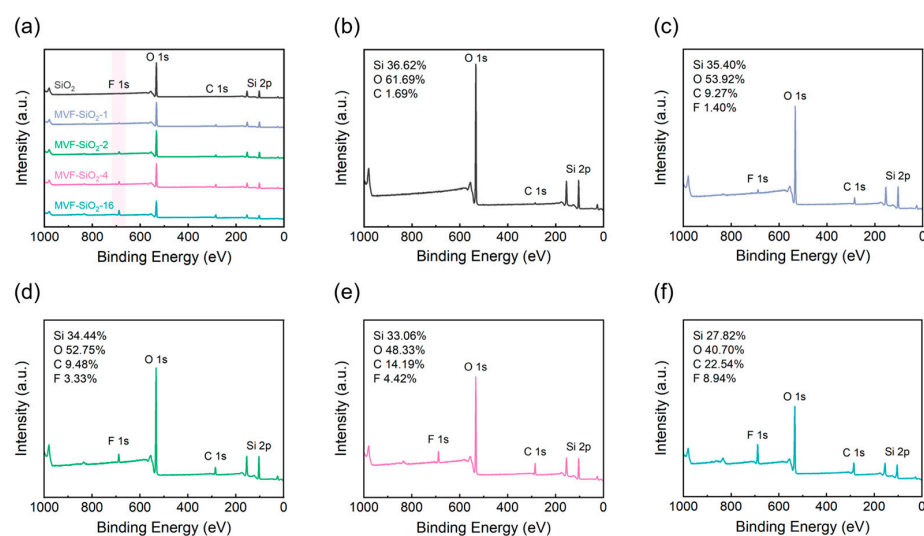 (a)
SiO₂
MVF-SiO₂-1
MVF-SiO₂-2
MVF-SiO₂-4
MVF-SiO₂-16
F 1s
O 1s
C 1s
Si 2p
Intensity (a.u.)
1000 800 600 400 200 0
Binding Energy (eV)
(b)
Si 36.62%
O 61.69%
C 1.69%
O 1s
C 1s
Si 2p
Intensity (a.u.)
1000 800 600 400 200 0
Binding Energy (eV)
(c)
Si 35.40%
O 53.92%
C 9.27%
F 1.40%
O 1s
F 1s
C 1s
Si 2p
Intensity (a.u.)
1000 800 600 400 200 0
Binding Energy (eV)
(d)
Si 34.44%
O 52.75%
C 9.48%
F 3.33%
O 1s
F 1s
C 1s
Si 2p
Intensity (a.u.)
1000 800 600 400 200 0
Binding Energy (eV)
(e)
Si 33.06%
O 48.33%
C 14.19%
F 4.42%
O 1s
F 1s
C 1s
Si 2p
Intensity (a.u.)
1000 800 600 400 200 0
Binding Energy (eV)
(f)
Si 27.82%
O 40.70%
C 22.54%
F 8.94%
O 1s
F 1s
C 1s
Si 2p
Intensity (a.u.)
1000 800 600 400 200 0
Binding Energy (eV)